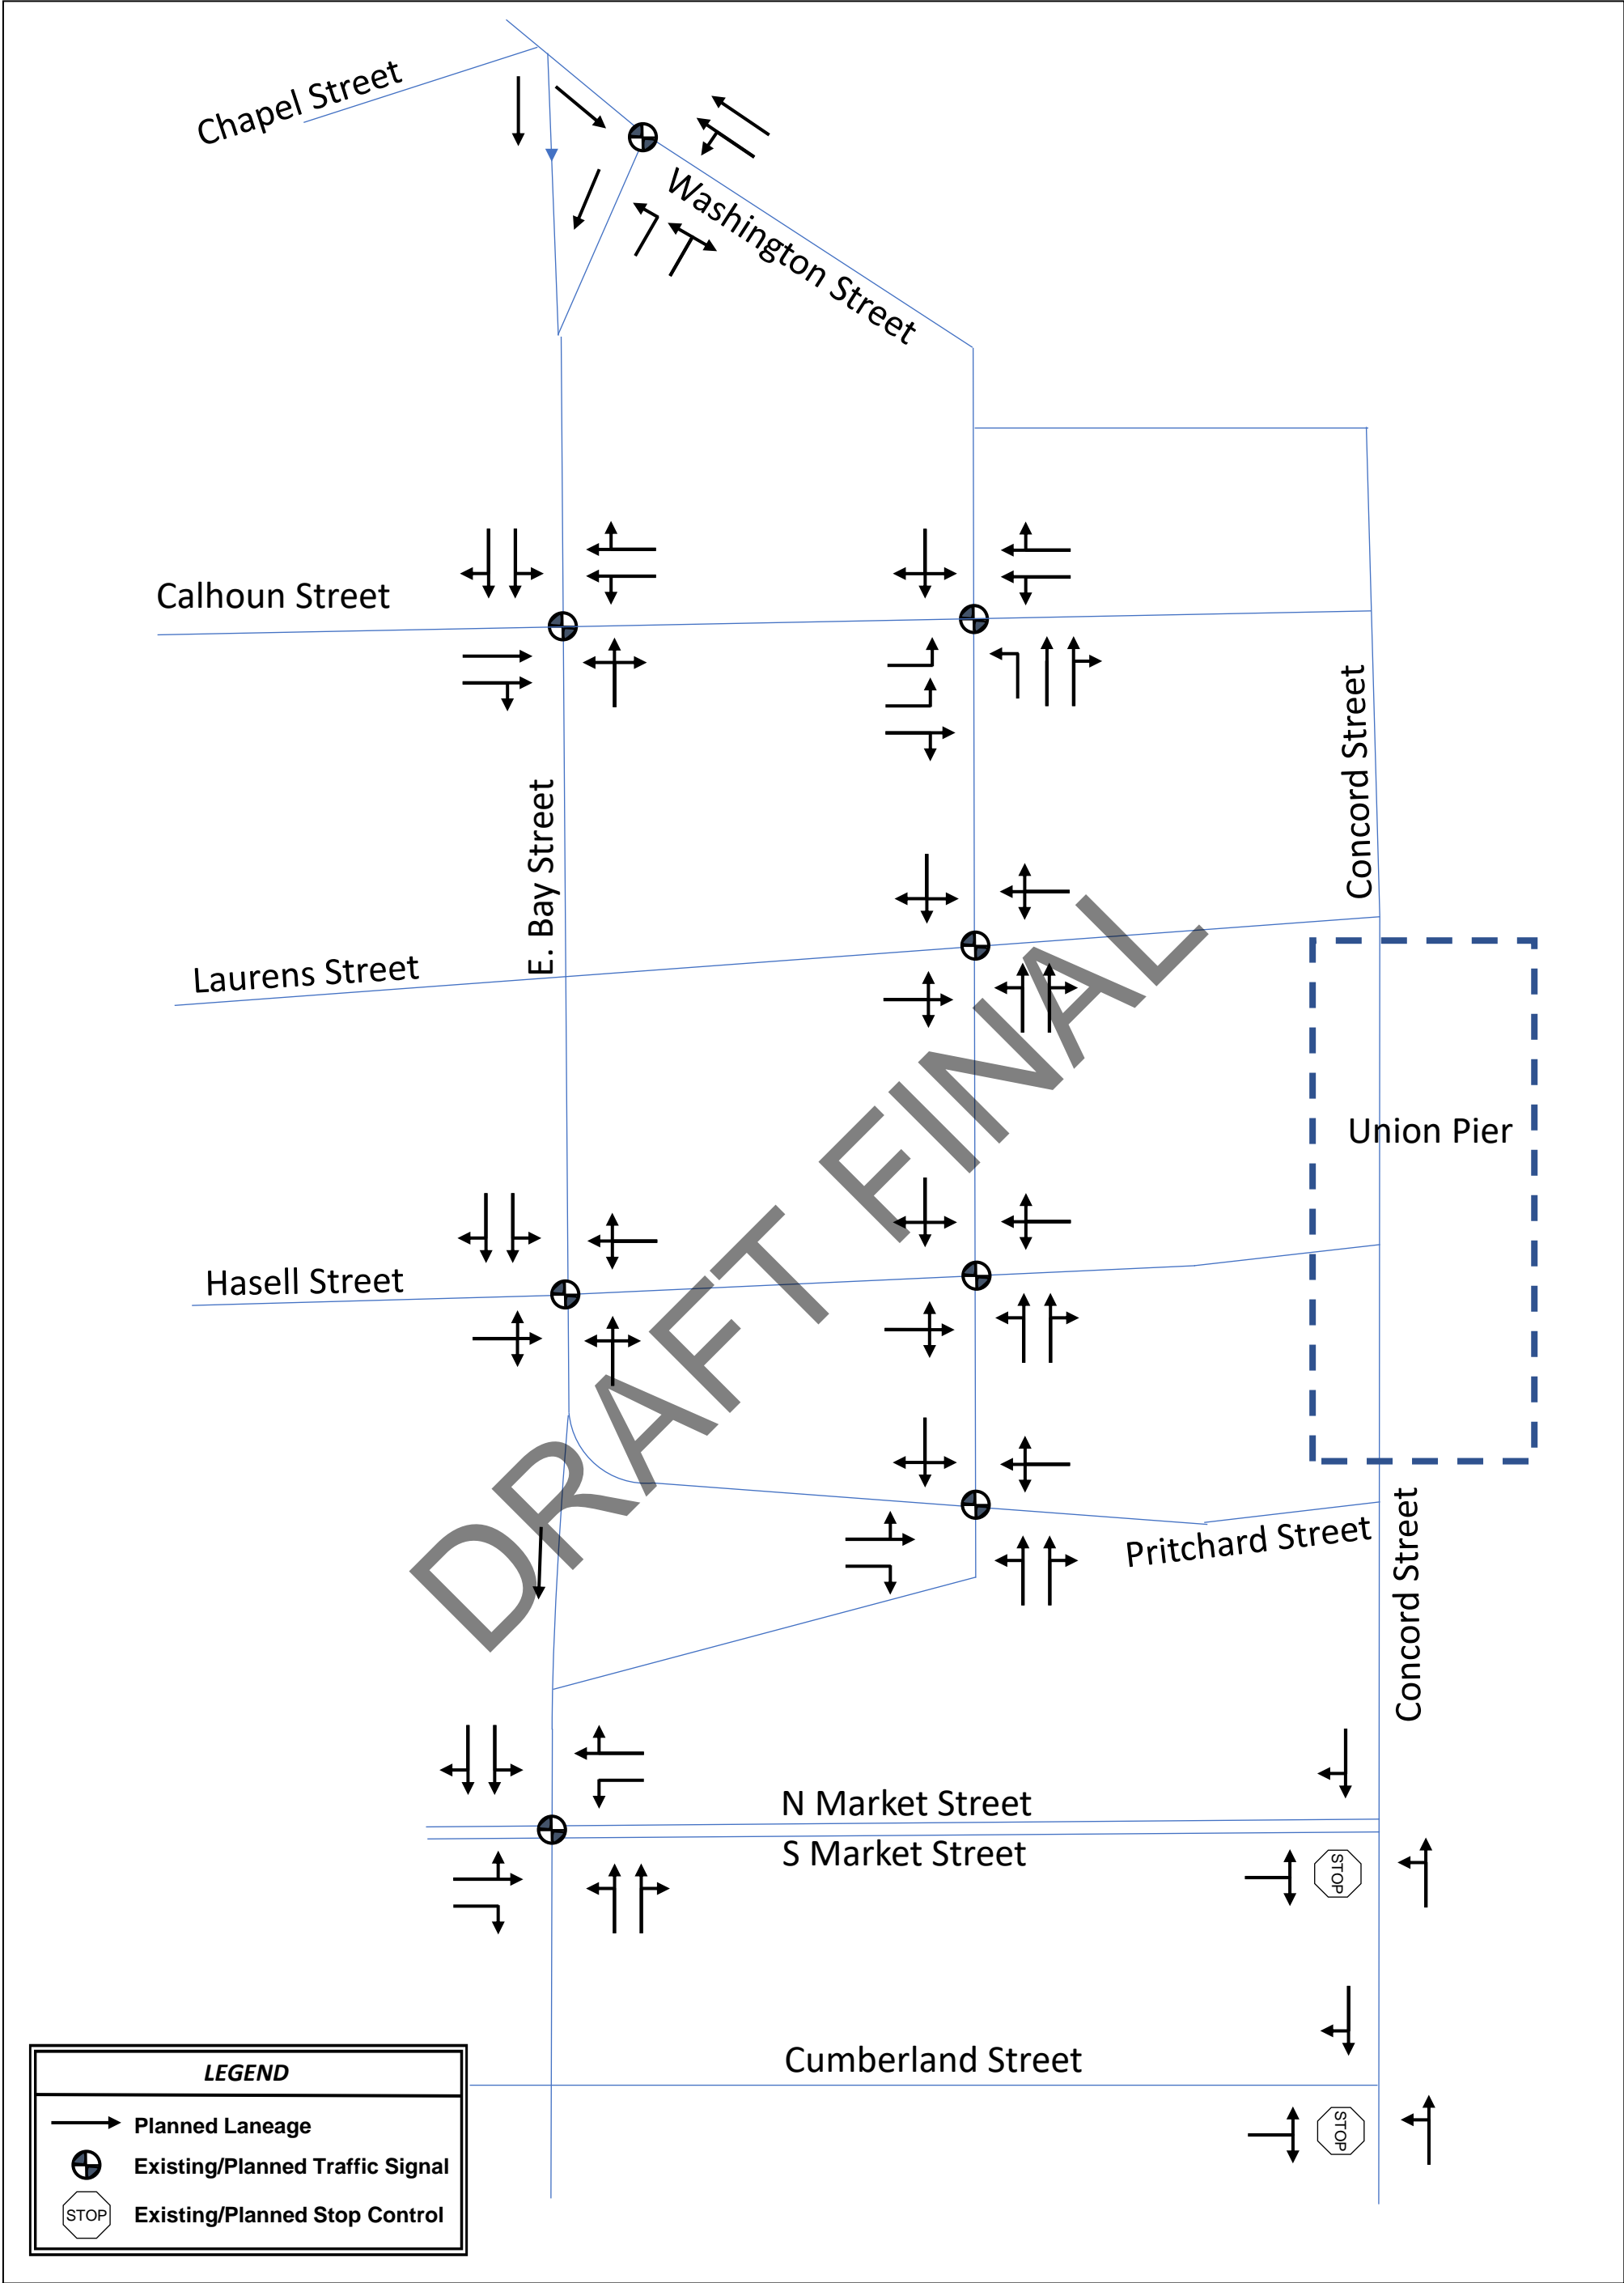 Chapel Street
Washington Street
Calhoun Street
Concord Street
E. Bay Street
Laurens Street
Union Pier
Hasell Street
DRAFT FINAL
Pritchard Street
Concord Street
N Market Street
S Market Street
STOP
Cumberland Street
STOP
LEGEND
Planned Laneage
Existing/Planned Traffic Signal
STOP
Existing/Planned Stop Control